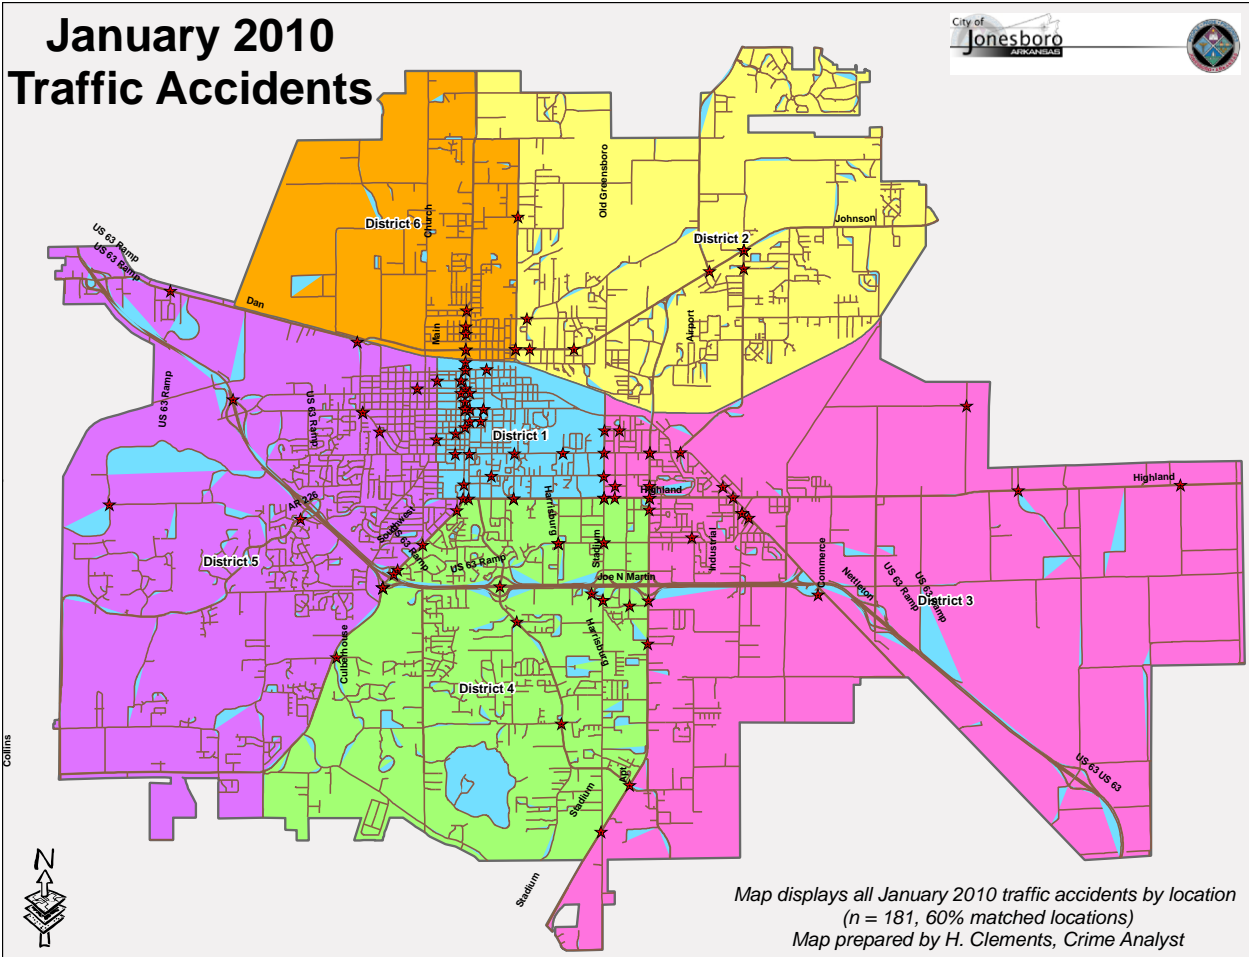 January 2010
Traffic Accidents
City of
Jonesboro
ARKANSAS
Old Greensboro
Church
District 6
Johnson
District 2
US 63 Ramp
US 63 Ramp
Dan
Main
Airport
US 63 Ramp
US 63 Ramp
District 1
Highland
Highland
AR 226
Harrisburg
Southwest
US 63 Ramp
Stadium
Industrial
District 5
US 63 Ramp
Joe N Martin
Commerce
Nettleton
US 63 Ramp
US 63 Ramp
District 3
Harrisburg
Culberhouse
District 4
Collins
Apt
Stadium
US 63 US 63
Stadium
N
Map displays all January 2010 traffic accidents by location
(n = 181, 60% matched locations)
Map prepared by H. Clements, Crime Analyst